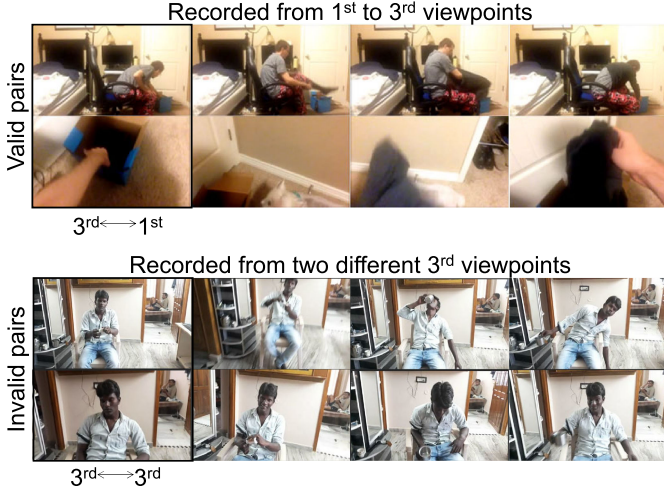 Recorded from 1st to 3rd viewpoints
Valid pairs
3rd⟷1st
Recorded from two different 3rd viewpoints
Invalid pairs
3rd⟷3rd